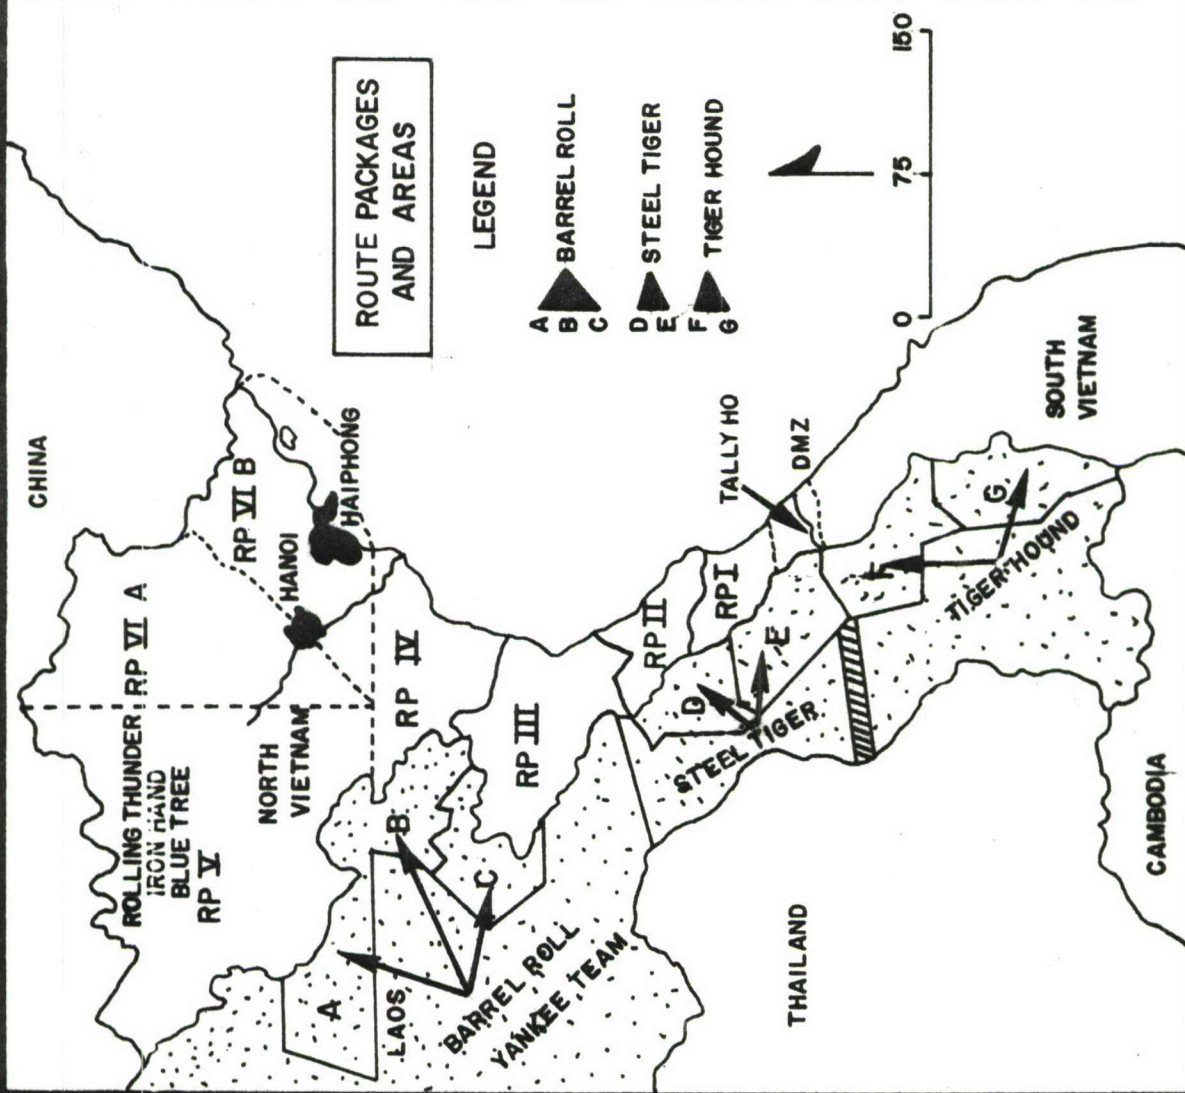 ROUTE PACKAGES
AND AREAS
LEGEND
A
B BARREL ROLL
C
D STEEL TIGER
E
F TIGER HOUND
G
0 75 150
CHINA
ROLLING THUNDER
IRON HAND
BLUE TREE
RP V
RP VI A
RP VI B
HANOI
HAIPHONG
NORTH
VIETNAM
RP IV
RP III
RP II
RP I
TALLY HO
DMZ
A
B
C
LAOS
BARREL ROLL
YANKEE TEAM
D
E
STEEL TIGER
F
G
TIGER HOUND
SOUTH
VIETNAM
THAILAND
CAMBODIA